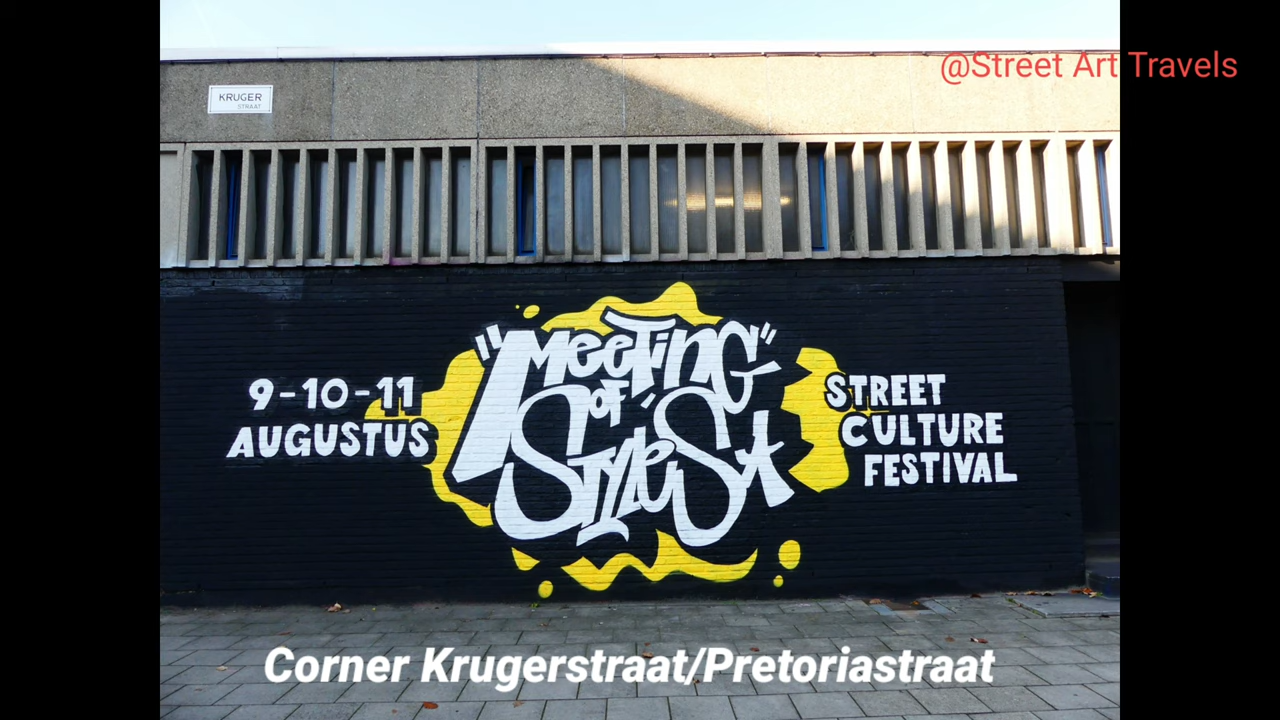 @Street Art Travels
KRUGER
STRAAT
"MEETING
OF
STYLES"
9-10-11
AUGUSTUS
STREET
CULTURE
FESTIVAL
Corner Krugerstraat/Pretoriastraat